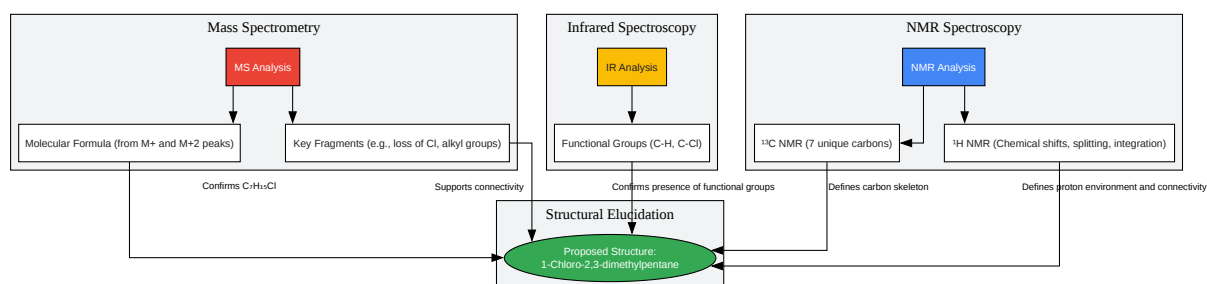 Mass Spectrometry
Infrared Spectroscopy
NMR Spectroscopy
MS Analysis
IR Analysis
NMR Analysis
Molecular Formula (from M+ and M+2 peaks)
Key Fragments (e.g., loss of Cl, alkyl groups)
Functional Groups (C-H, C-Cl)
¹³C NMR (7 unique carbons)
¹H NMR (Chemical shifts, splitting, integration)
Confirms C₇H₁₅Cl
Supports connectivity
Confirms presence of functional groups
Defines carbon skeleton
Defines proton environment and connectivity
Structural Elucidation
Proposed Structure:
1-Chloro-2,3-dimethylpentane